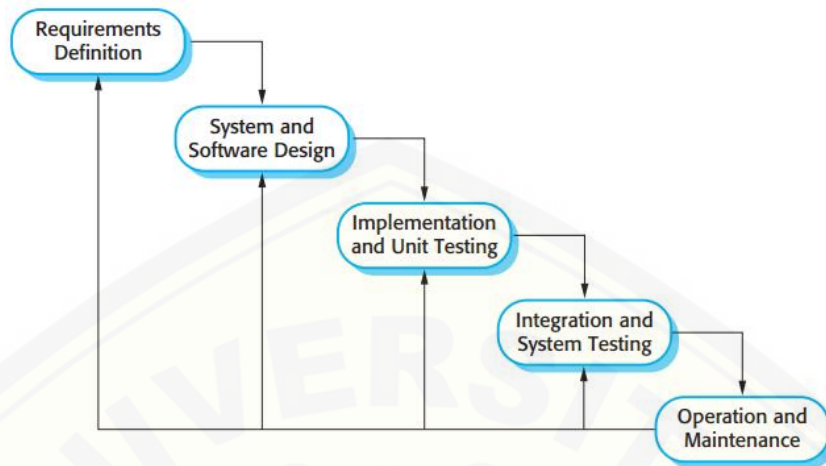 Requirements
Definition
System and
Software Design
Implementation
and Unit Testing
Integration and
System Testing
Operation and
Maintenance